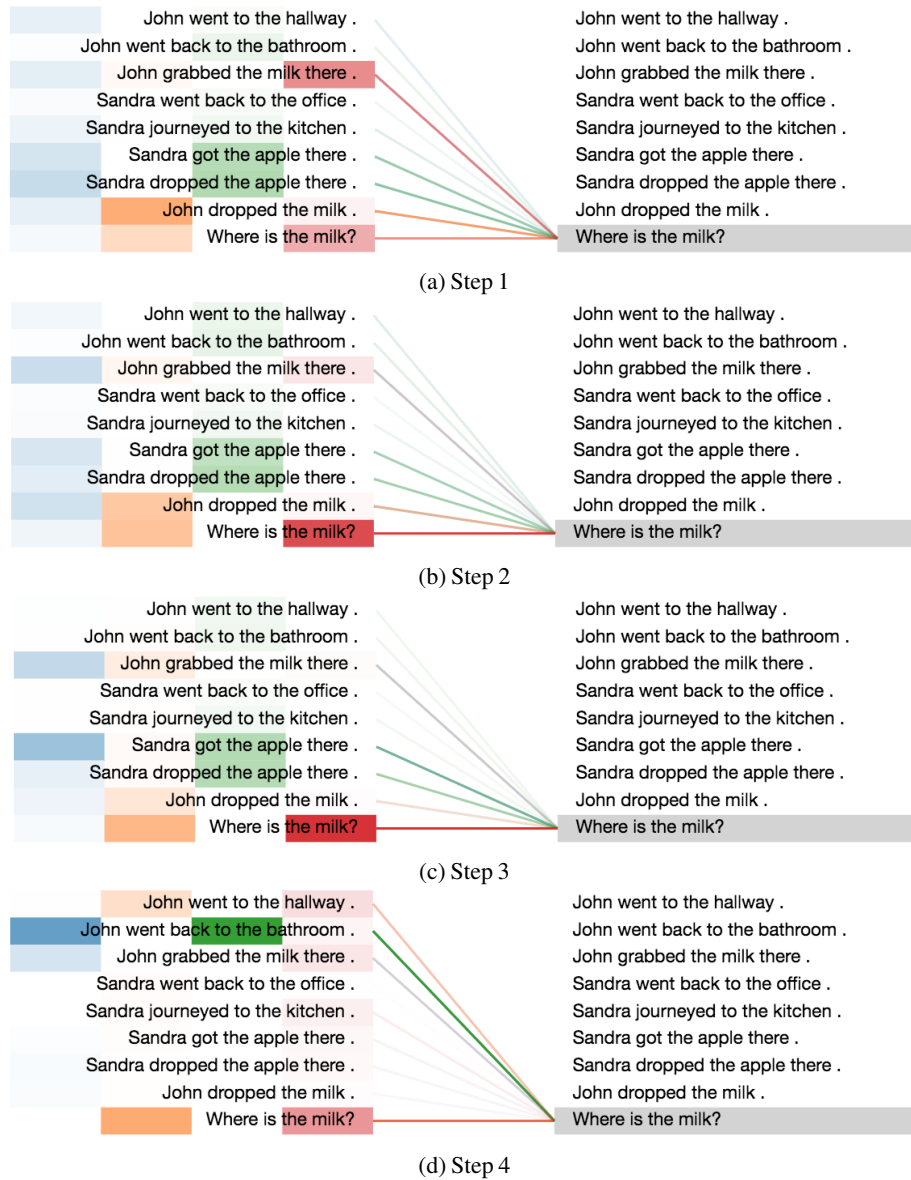 John went to the hallway . John went to the hallway .
John went back to the bathroom . John went back to the bathroom .
John grabbed the milk there . John grabbed the milk there .
Sandra went back to the office . Sandra went back to the office .
Sandra journeyed to the kitchen . Sandra journeyed to the kitchen .
Sandra got the apple there . Sandra got the apple there .
Sandra dropped the apple there . Sandra dropped the apple there .
John dropped the milk . John dropped the milk .
Where is the milk? Where is the milk?
(a) Step 1
John went to the hallway . John went to the hallway .
John went back to the bathroom . John went back to the bathroom .
John grabbed the milk there . John grabbed the milk there .
Sandra went back to the office . Sandra went back to the office .
Sandra journeyed to the kitchen . Sandra journeyed to the kitchen .
Sandra got the apple there . Sandra got the apple there .
Sandra dropped the apple there . Sandra dropped the apple there .
John dropped the milk . John dropped the milk .
Where is the milk? Where is the milk?
(b) Step 2
John went to the hallway . John went to the hallway .
John went back to the bathroom . John went back to the bathroom .
John grabbed the milk there . John grabbed the milk there .
Sandra went back to the office . Sandra went back to the office .
Sandra journeyed to the kitchen . Sandra journeyed to the kitchen .
Sandra got the apple there . Sandra got the apple there .
Sandra dropped the apple there . Sandra dropped the apple there .
John dropped the milk . John dropped the milk .
Where is the milk? Where is the milk?
(c) Step 3
John went to the hallway . John went to the hallway .
John went back to the bathroom . John went back to the bathroom .
John grabbed the milk there . John grabbed the milk there .
Sandra went back to the office . Sandra went back to the office .
Sandra journeyed to the kitchen . Sandra journeyed to the kitchen .
Sandra got the apple there . Sandra got the apple there .
Sandra dropped the apple there . Sandra dropped the apple there .
John dropped the milk . John dropped the milk .
Where is the milk? Where is the milk?
(d) Step 4